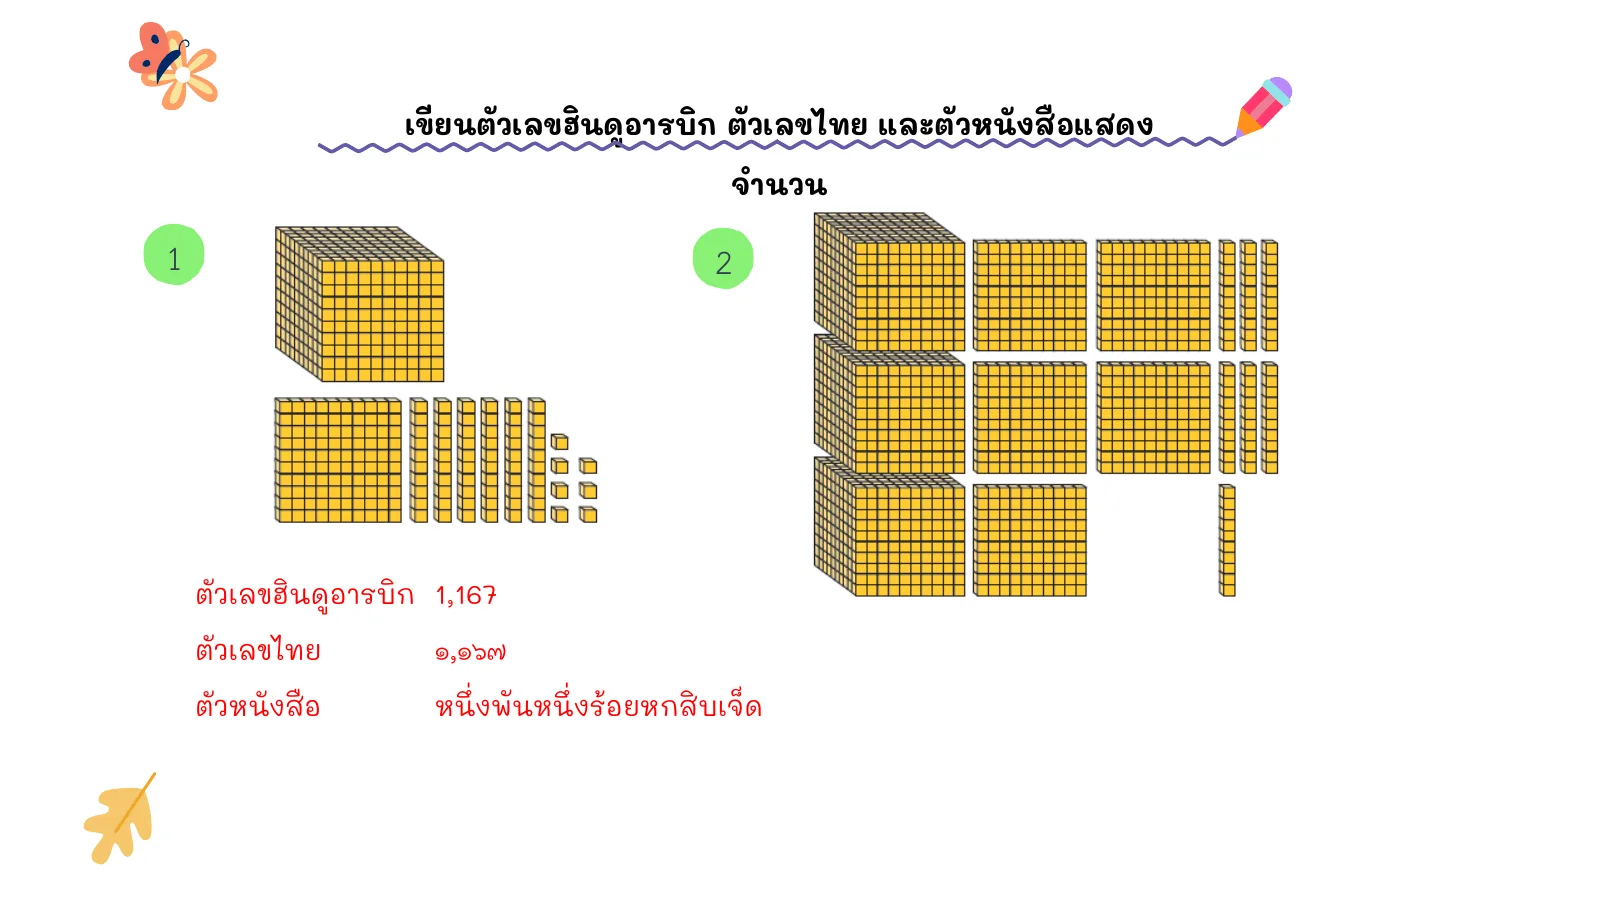 เขียนตัวเลขฮินดูอารบิก ตัวเลขไทย และตัวหนังสือแสดง
จำนวน
1
2
ตัวเลขฮินดูอารบิก 1,167
ตัวเลขไทย ๑,๑๖๗
ตัวหนังสือ หนึ่งพันหนึ่งร้อยหกสิบเจ็ด